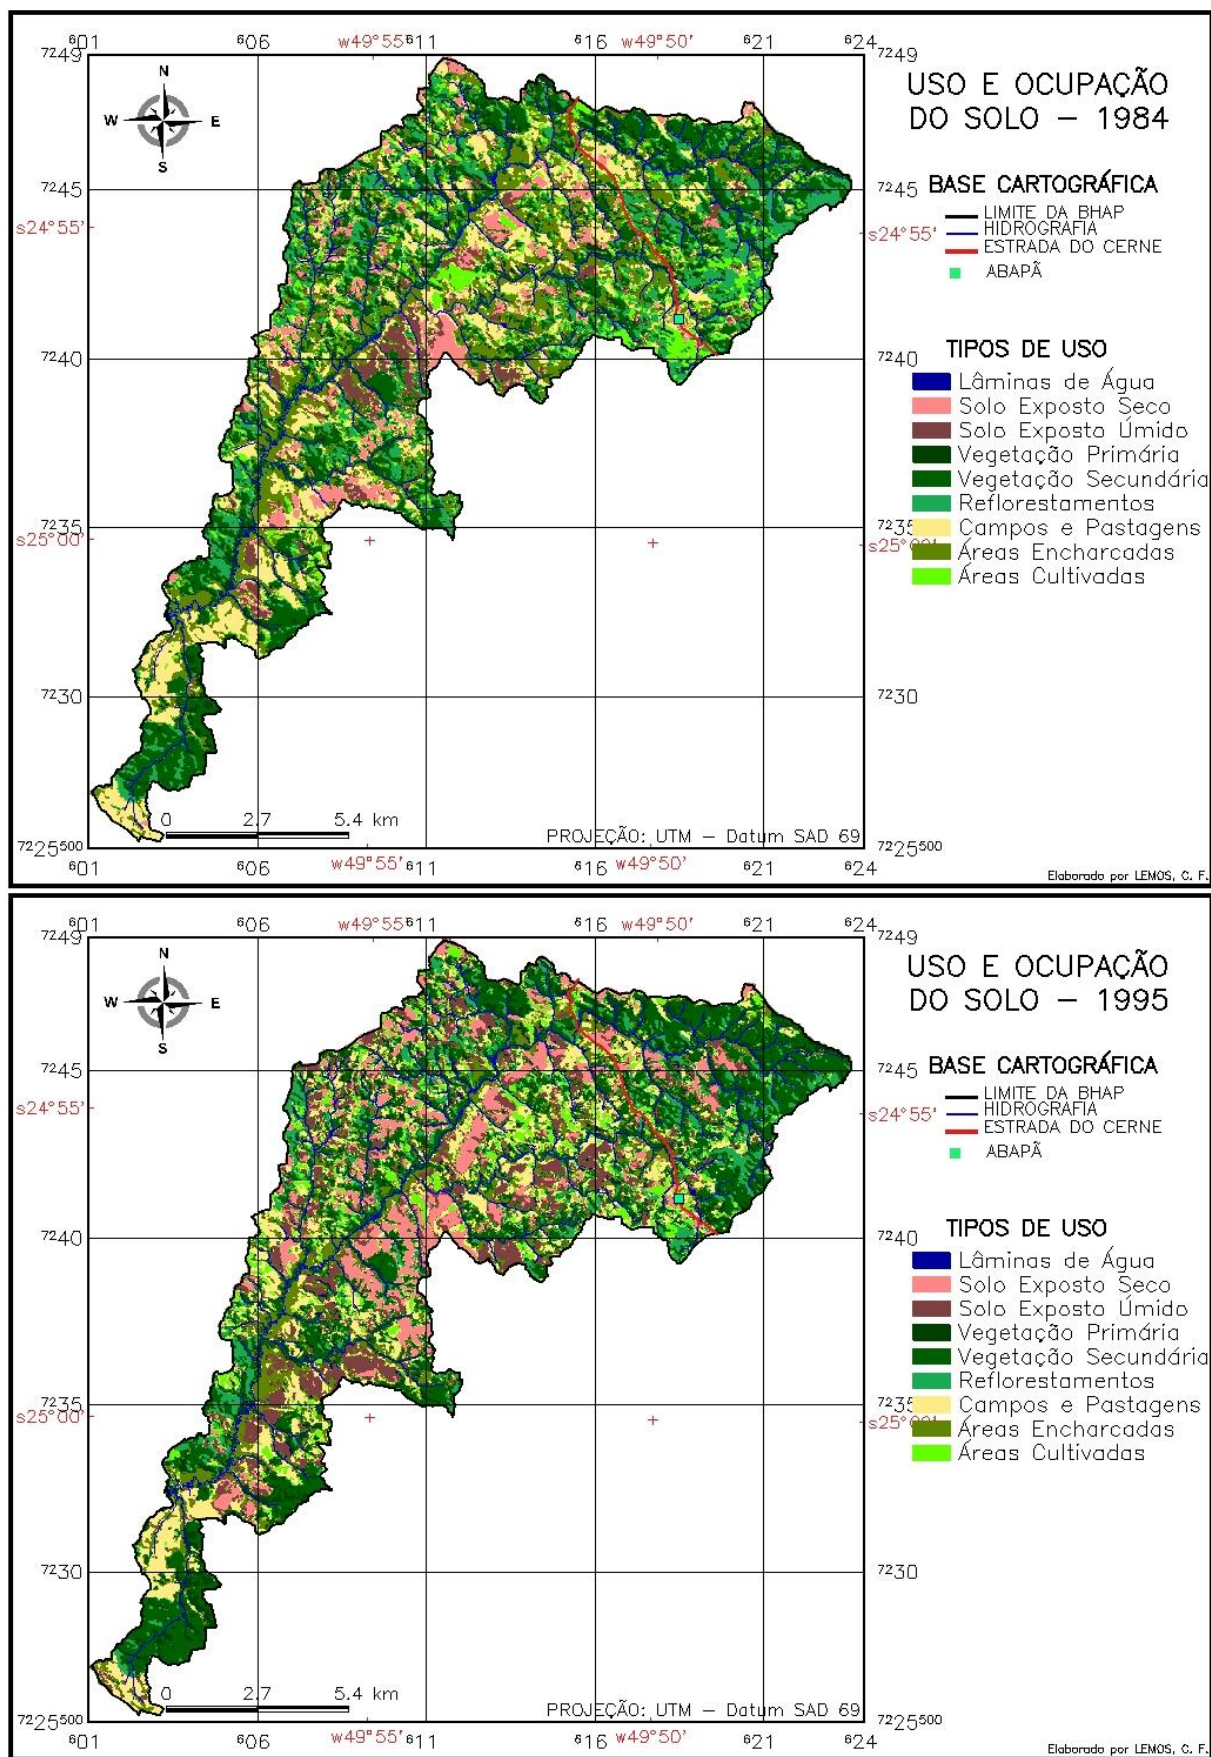 601 606 w49°55' 611 616 w49°50' 621 624
7249 7249
N
W E
S
USO E OCUPAÇÃO
DO SOLO – 1984
7245 7245
BASE CARTOGRÁFICA
LIMITE DA BHAP
HIDROGRAFIA
ESTRADA DO CERNE
ABAPÃ
s24°55' s24°55'
7240 7240
TIPOS DE USO
Lâminas de Água
Solo Exposto Seco
Solo Exposto Úmido
Vegetação Primária
Vegetação Secundária
Reflorestamentos
Campos e Pastagens
Áreas Encharcadas
Áreas Cultivadas
7235 7235
s25°00'
7230 7230
0 2.7 5.4 km
PROJEÇÃO: UTM – Datum SAD 69
7225500 7225500
601 606 w49°55' 611 616 w49°50' 621 624
Elaborado por LEMOS, C. F.
601 606 w49°55' 611 616 w49°50' 621 624
7249 7249
N
W E
S
USO E OCUPAÇÃO
DO SOLO – 1995
7245 7245
BASE CARTOGRÁFICA
LIMITE DA BHAP
HIDROGRAFIA
ESTRADA DO CERNE
ABAPÃ
s24°55' s24°55'
7240 7240
TIPOS DE USO
Lâminas de Água
Solo Exposto Seco
Solo Exposto Úmido
Vegetação Primária
Vegetação Secundária
Reflorestamentos
Campos e Pastagens
Áreas Encharcadas
Áreas Cultivadas
7235 7235
s25°00'
7230 7230
0 2.7 5.4 km
PROJEÇÃO: UTM – Datum SAD 69
7225500 7225500
601 606 w49°55' 611 616 w49°50' 621 624
Elaborado por LEMOS, C. F.